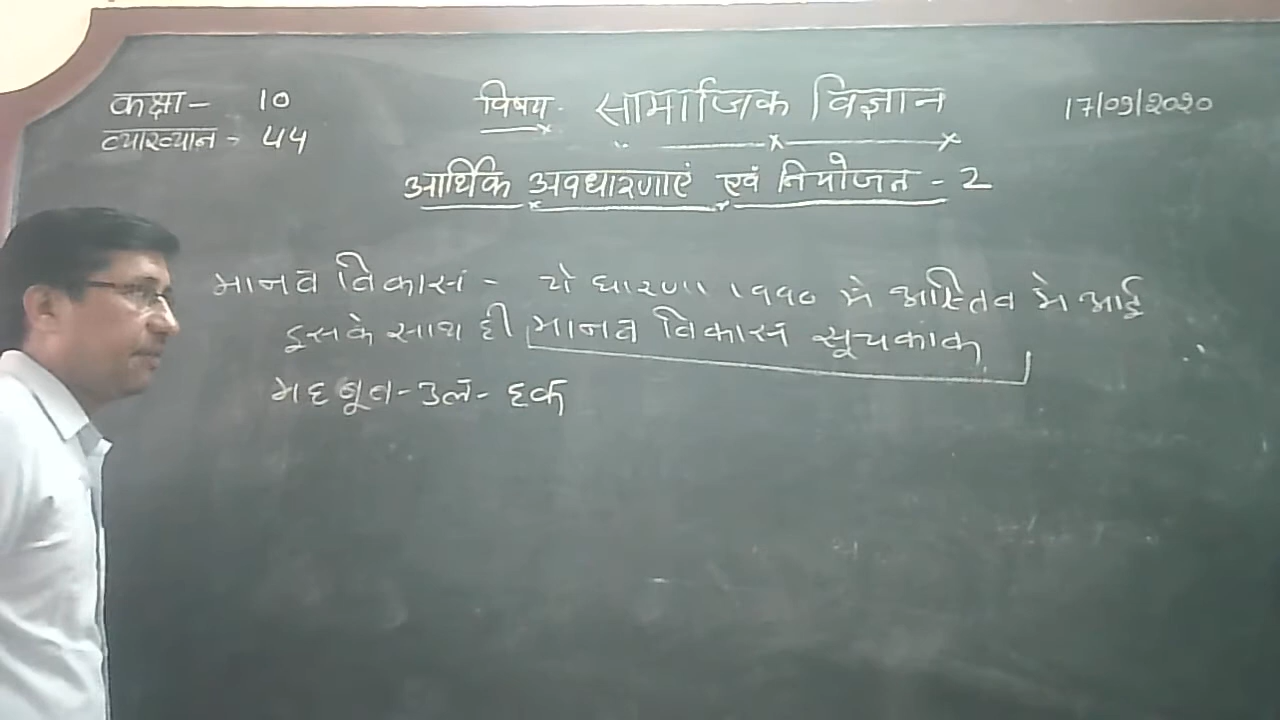 कक्षा - 10 विषय - सामाजिक विज्ञान 17/09/2020
व्याख्यान - 44
आर्थिक अवधारणाएं एवं नियोजन - 2
मानव विकास - ये धारणा १९९० मे अस्तित्व मे आई
इसके साथ ही मानव विकास सूचकांक
महबूब - उल - हक